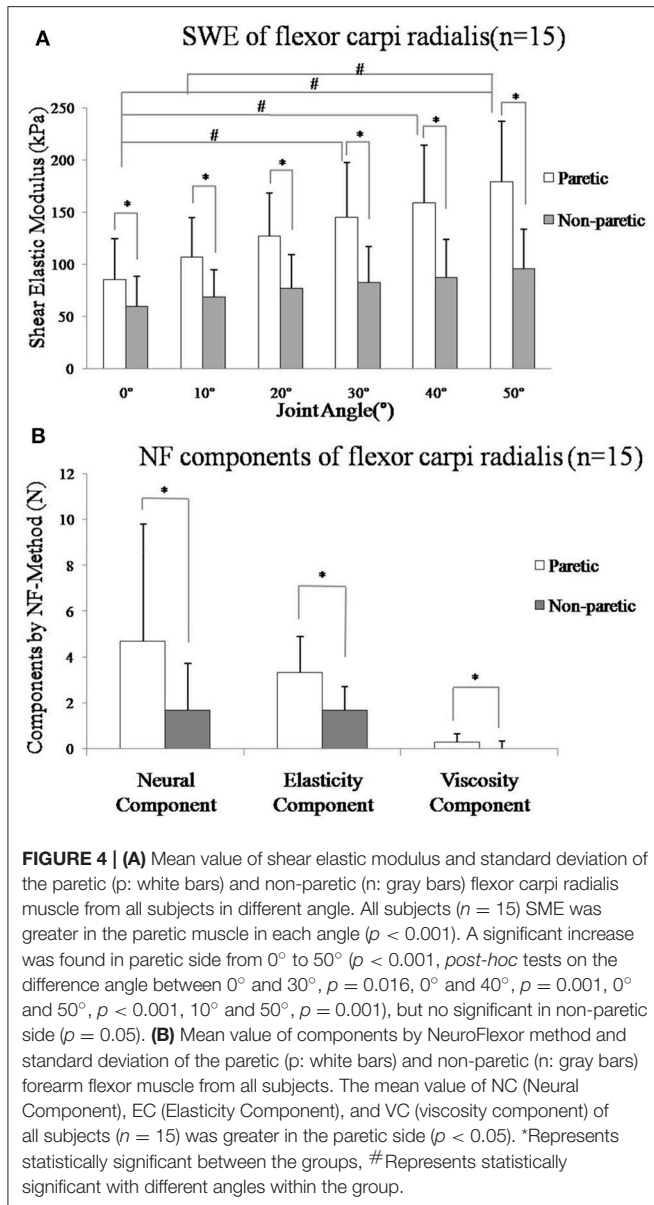 A
SWE of flexor carpi radialis(n=15)
#
#
#
#
*
*
*
*
*
*
Shear Elastic Modulus (kPa)
250
200
150
100
50
0
Paretic
Non-paretic
0° 10° 20° 30° 40° 50°
Joint Angle(°)
B
NF components of flexor carpi radialis (n=15)
*
*
*
Components by NF-Method (N)
12
10
8
6
4
2
0
Paretic
Non-paretic
Neural Elasticity Viscosity
Component Component Component
FIGURE 4 | (A) Mean value of shear elastic modulus and standard deviation of
the paretic (p: white bars) and non-paretic (n: gray bars) flexor carpi radialis
muscle from all subjects in different angle. All subjects (n = 15) SME was
greater in the paretic muscle in each angle (p < 0.001). A significant increase
was found in paretic side from 0° to 50° (p < 0.001, post-hoc tests on the
difference angle between 0° and 30°, p = 0.016, 0° and 40°, p = 0.001, 0°
and 50°, p < 0.001, 10° and 50°, p = 0.001), but no significant in non-paretic
side (p = 0.05). (B) Mean value of components by NeuroFlexor method and
standard deviation of the paretic (p: white bars) and non-paretic (n: gray bars)
forearm flexor muscle from all subjects. The mean value of NC (Neural
Component), EC (Elasticity Component), and VC (viscosity component) of
all subjects (n = 15) was greater in the paretic side (p < 0.05). *Represents
statistically significant between the groups, #Represents statistically
significant with different angles within the group.